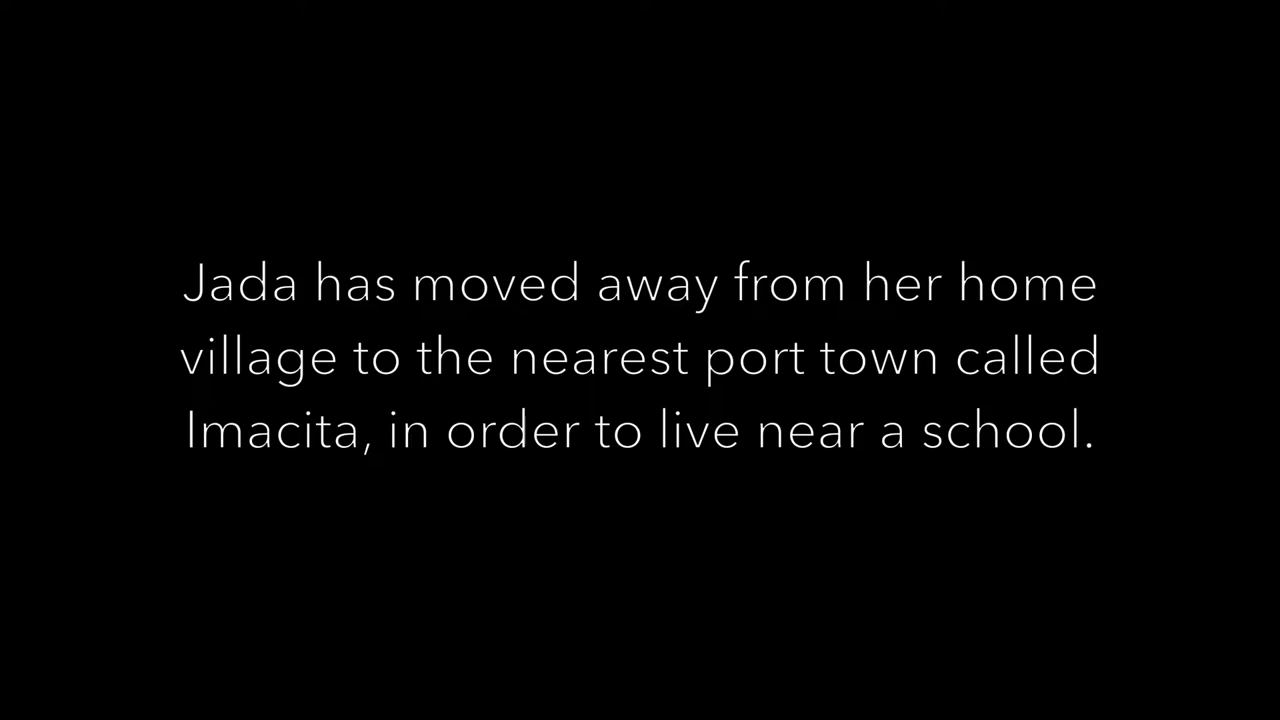 Jada has moved away from her home
village to the nearest port town called
Imacita, in order to live near a school.